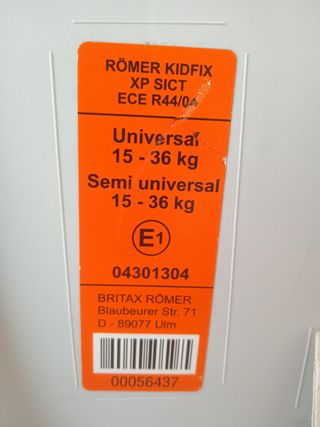 RÖMER KIDFIX
XP SICT
ECE R44/04
Universal
15 - 36 kg
Semi universal
15 - 36 kg
E1
04301304
BRITAX RÖMER
Blaubeurer Str. 71
D - 89077 Ulm
00056437